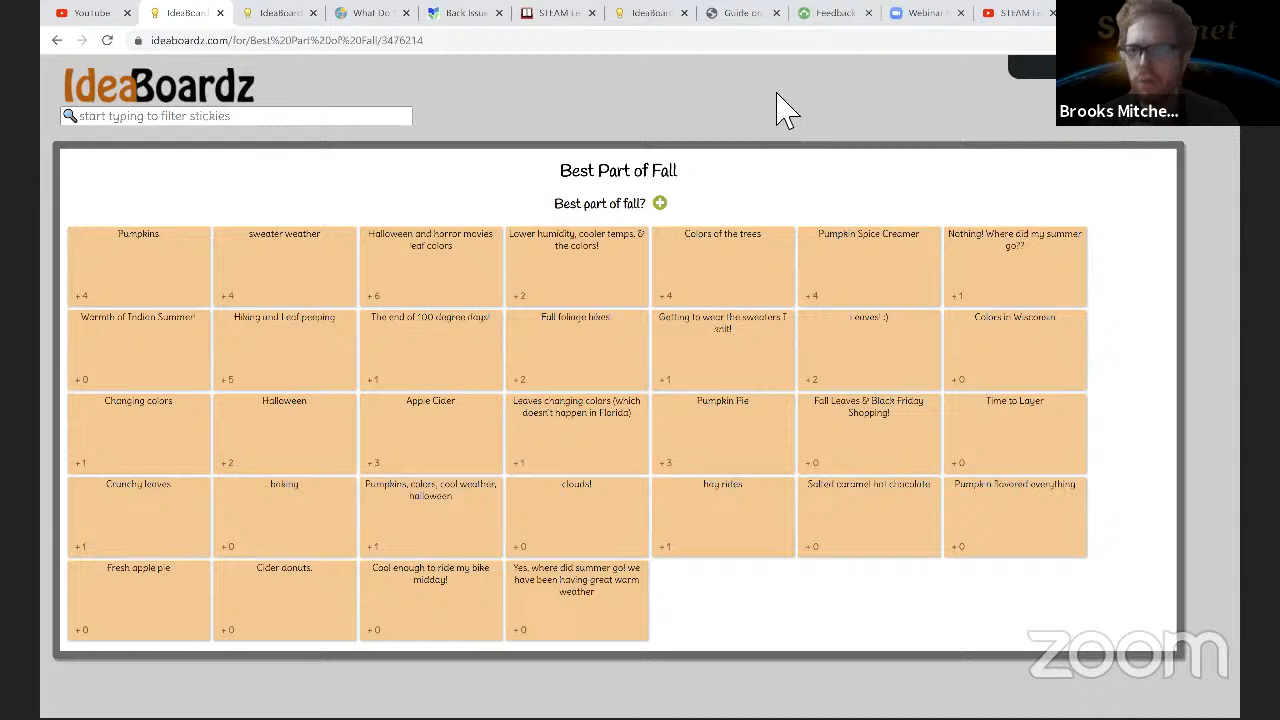 YouTube
IdeaBoardz
IdeaBoardz
What Do
Back Issue
STEAM Le
IdeaBoardz
Guide on
Feedback
Webinar
STEAM Le
ideaboardz.com/for/Best%20Part%20of%20Fall/3476214
net
Brooks Mitche...
IdeaBoardz
start typing to filter stickies
Best Part of Fall
Best part of fall?
Pumpkins
+4
sweater weather
+4
Halloween and horror movies
leaf colors
+6
Lower humidity, cooler temps, &
the colors!
+2
Colors of the trees
+4
Pumpkin Spice Creamer
+4
Nothing! Where did my summer
go??
+1
Warmth of Indian Summer!
+0
Hiking and Leaf peeping
+5
The end of 100 degree days!
+1
Fall foliage hikes!
+2
Getting to wear the sweaters I
knit!
+1
Leaves! :)
+2
Colors in Wisconsin
+0
Changing colors
+1
Halloween
+2
Apple Cider
+3
Leaves changing colors (which
doesn't happen in Florida)
+1
Pumpkin Pie
+3
Fall Leaves & Black Friday
Shopping!
+0
Time to Layer
+0
Crunchy leaves
+1
baking
+0
Pumpkins, colors, cool weather,
halloween
+1
clouds!
+0
hay rides
+1
Salted caramel hot chocolate
+0
Pumpkin flavored everything
+0
Fresh apple pie
+0
Cider donuts.
+0
Cool enough to ride my bike
midday!
+0
Yes, where did summer go! we
have been having great warm
weather
+0
zoom